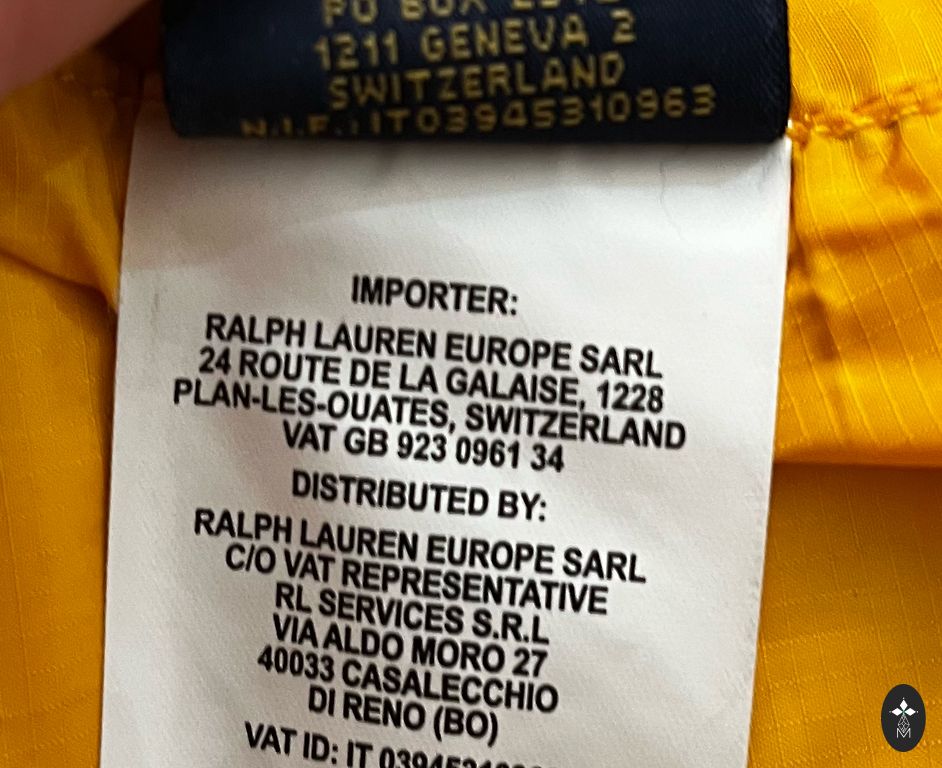 PO BOX
1211 GENEVA 2
SWITZERLAND
N.I.F.: IT03945310963
IMPORTER:
RALPH LAUREN EUROPE SARL
24 ROUTE DE LA GALAISE, 1228
PLAN-LES-OUATES, SWITZERLAND
VAT GB 923 0961 34
DISTRIBUTED BY:
RALPH LAUREN EUROPE SARL
C/O VAT REPRESENTATIVE
RL SERVICES S.R.L
VIA ALDO MORO 27
40033 CASALECCHIO
DI RENO (BO)
VAT ID: IT
M